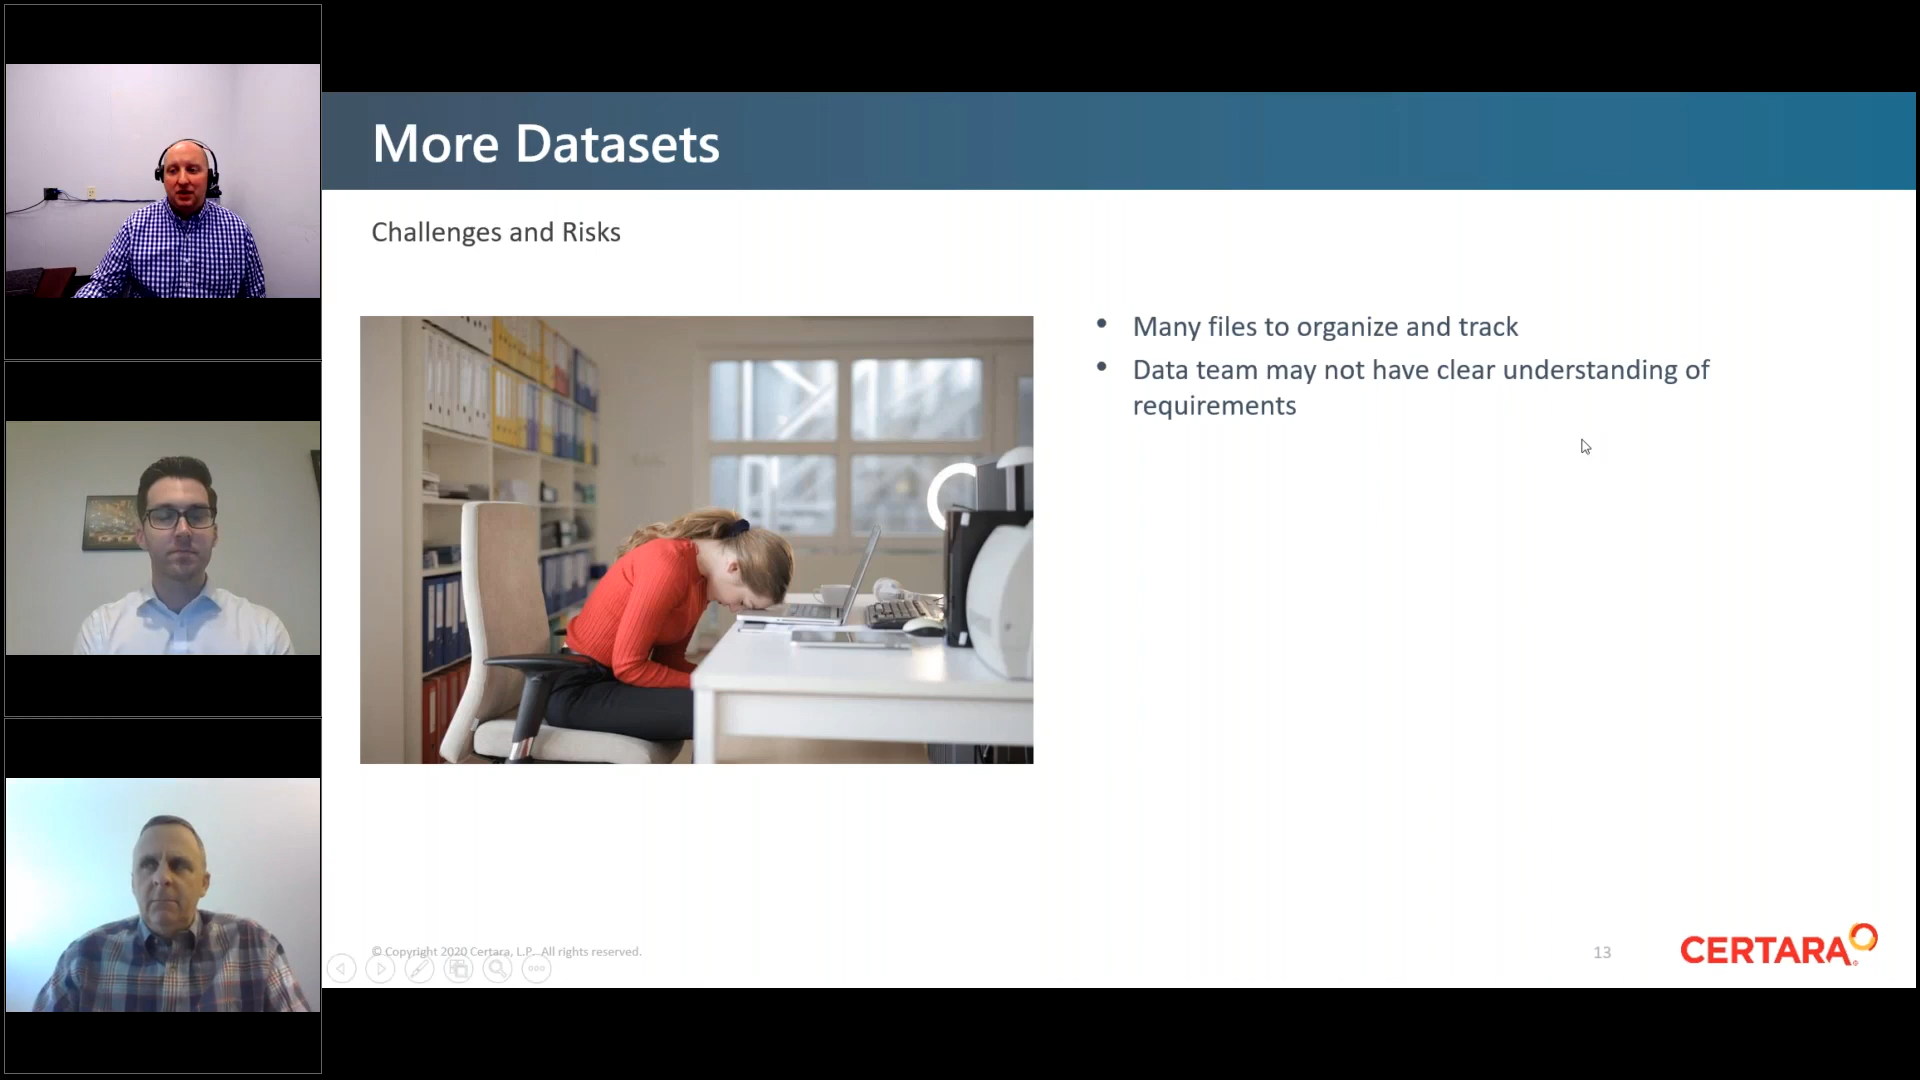 More Datasets
Challenges and Risks
• Many files to organize and track
• Data team may not have clear understanding of
requirements
© Copyright 2020 Certara, L.P. All rights reserved.
13
CERTARA